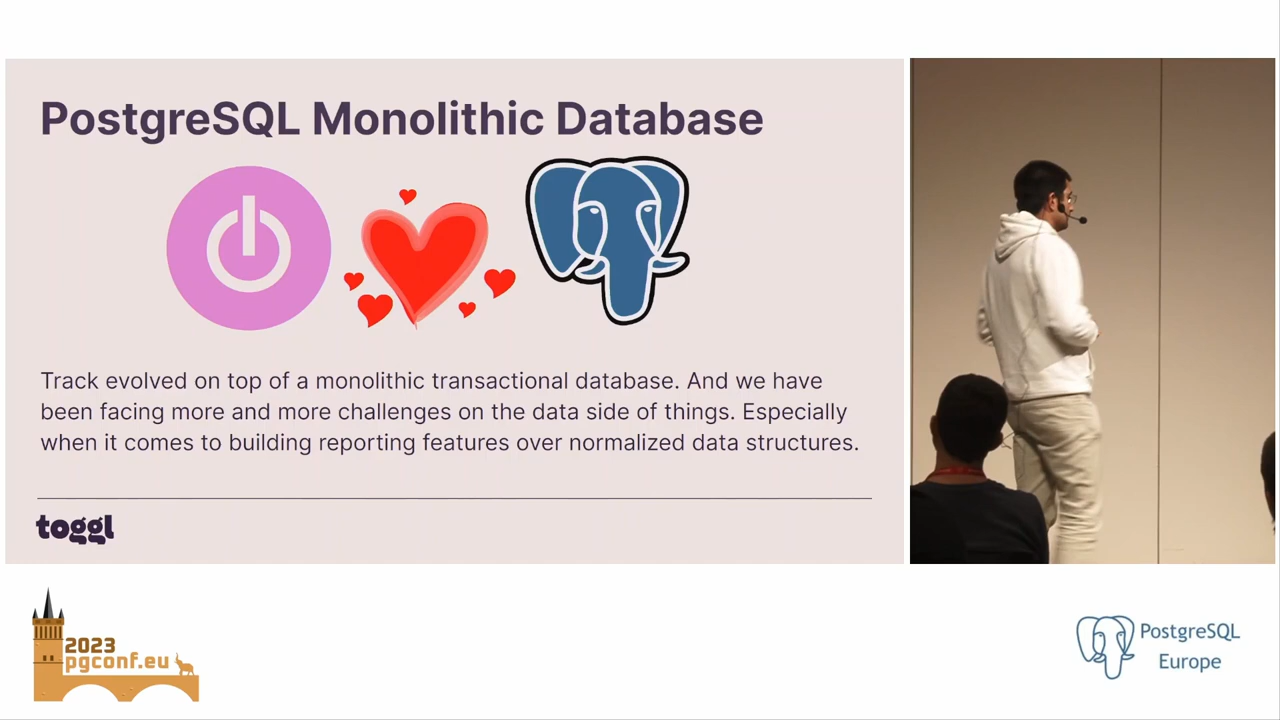 PostgreSQL Monolithic Database
Track evolved on top of a monolithic transactional database. And we have
been facing more and more challenges on the data side of things. Especially
when it comes to building reporting features over normalized data structures.
toggl
2023
pgconf.eu
PostgreSQL
Europe